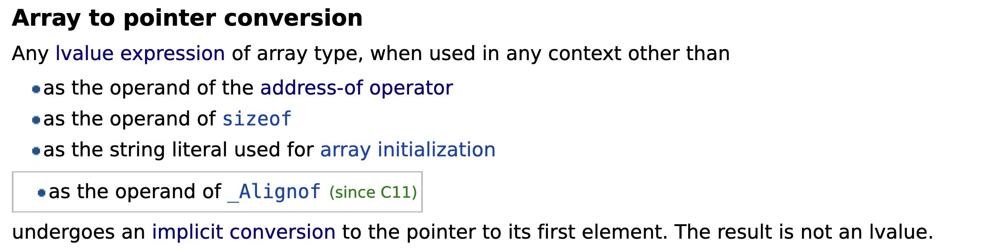 Array to pointer conversion
Any lvalue expression of array type, when used in any context other than
as the operand of the address-of operator
as the operand of sizeof
as the string literal used for array initialization
as the operand of _Alignof (since C11)
undergoes an implicit conversion to the pointer to its first element. The result is not an lvalue.